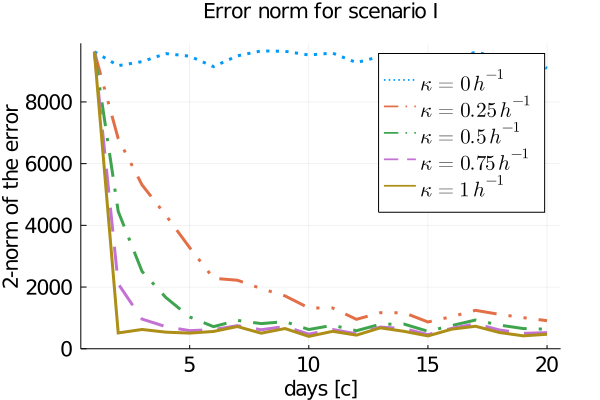 Error norm for scenario I
2-norm of the error
8000
6000
4000
2000
0
κ = 0 h⁻¹
κ = 0.25 h⁻¹
κ = 0.5 h⁻¹
κ = 0.75 h⁻¹
κ = 1 h⁻¹
5
10
15
20
days [c]